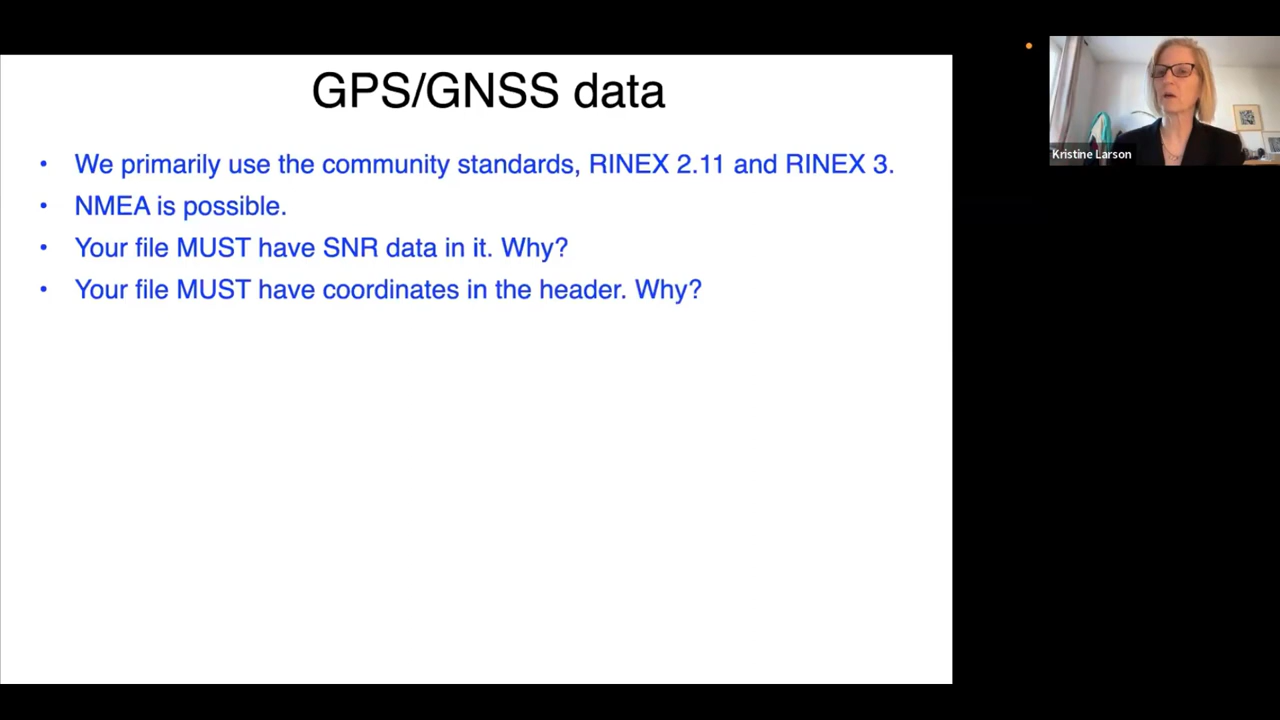 GPS/GNSS data
• We primarily use the community standards, RINEX 2.11 and RINEX 3.
• NMEA is possible.
• Your file MUST have SNR data in it. Why?
• Your file MUST have coordinates in the header. Why?
Kristine Larson